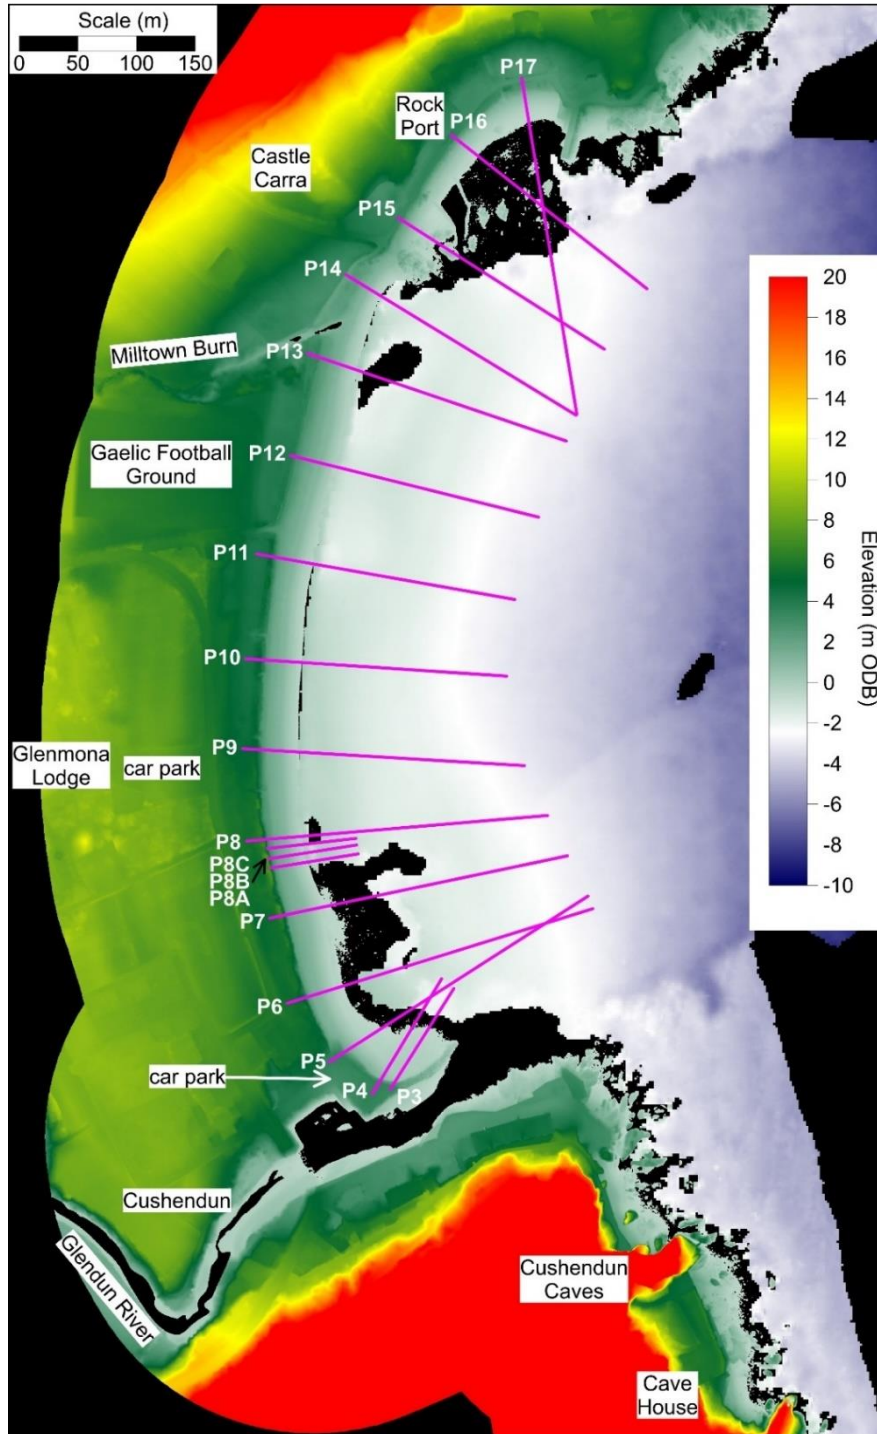 Scale (m)
0 50 100 150
P17
Rock
Port
P16
Castle
Carra
P15
P14
Milltown Burn
P13
Gaelic Football
Ground
P12
P11
P10
Glenmona
Lodge
car park
P9
P8
P8C
P8B
P8A
P7
P6
P5
car park
P4
P3
Cushendun
Glendun River
Cushendun
Caves
Cave
House
20
18
16
14
12
10
8
6
4
2
0
-2
-4
-6
-8
-10
Elevation (m ODB)